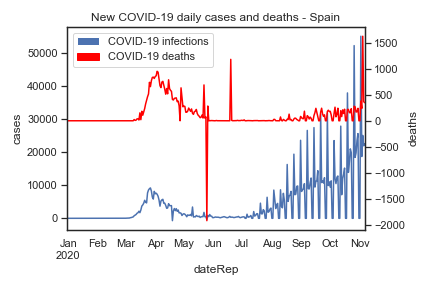 New COVID-19 daily cases and deaths - Spain
COVID-19 infections
COVID-19 deaths
50000
40000
30000
20000
10000
0
cases
1500
1000
500
0
−500
−1000
−1500
−2000
deaths
Jan Feb Mar Apr May Jun Jul Aug Sep Oct Nov
2020
dateRep